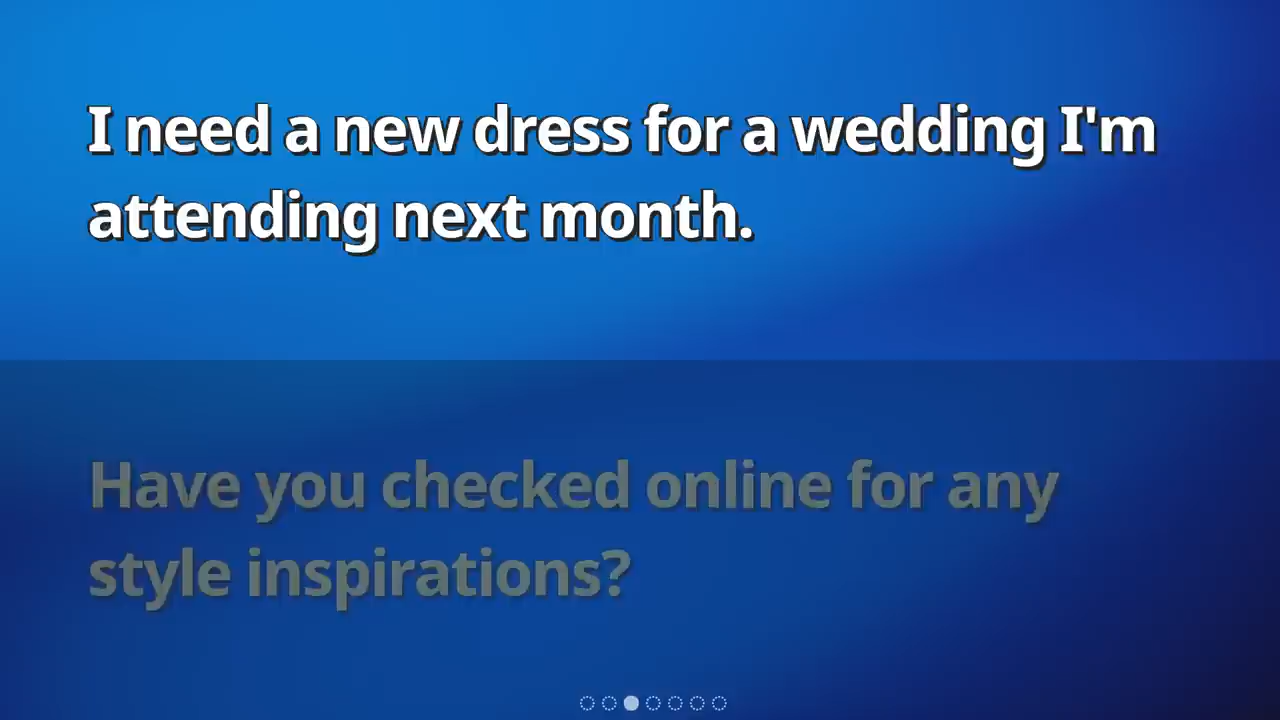 I need a new dress for a wedding I'm
attending next month.
Have you checked online for any
style inspirations?